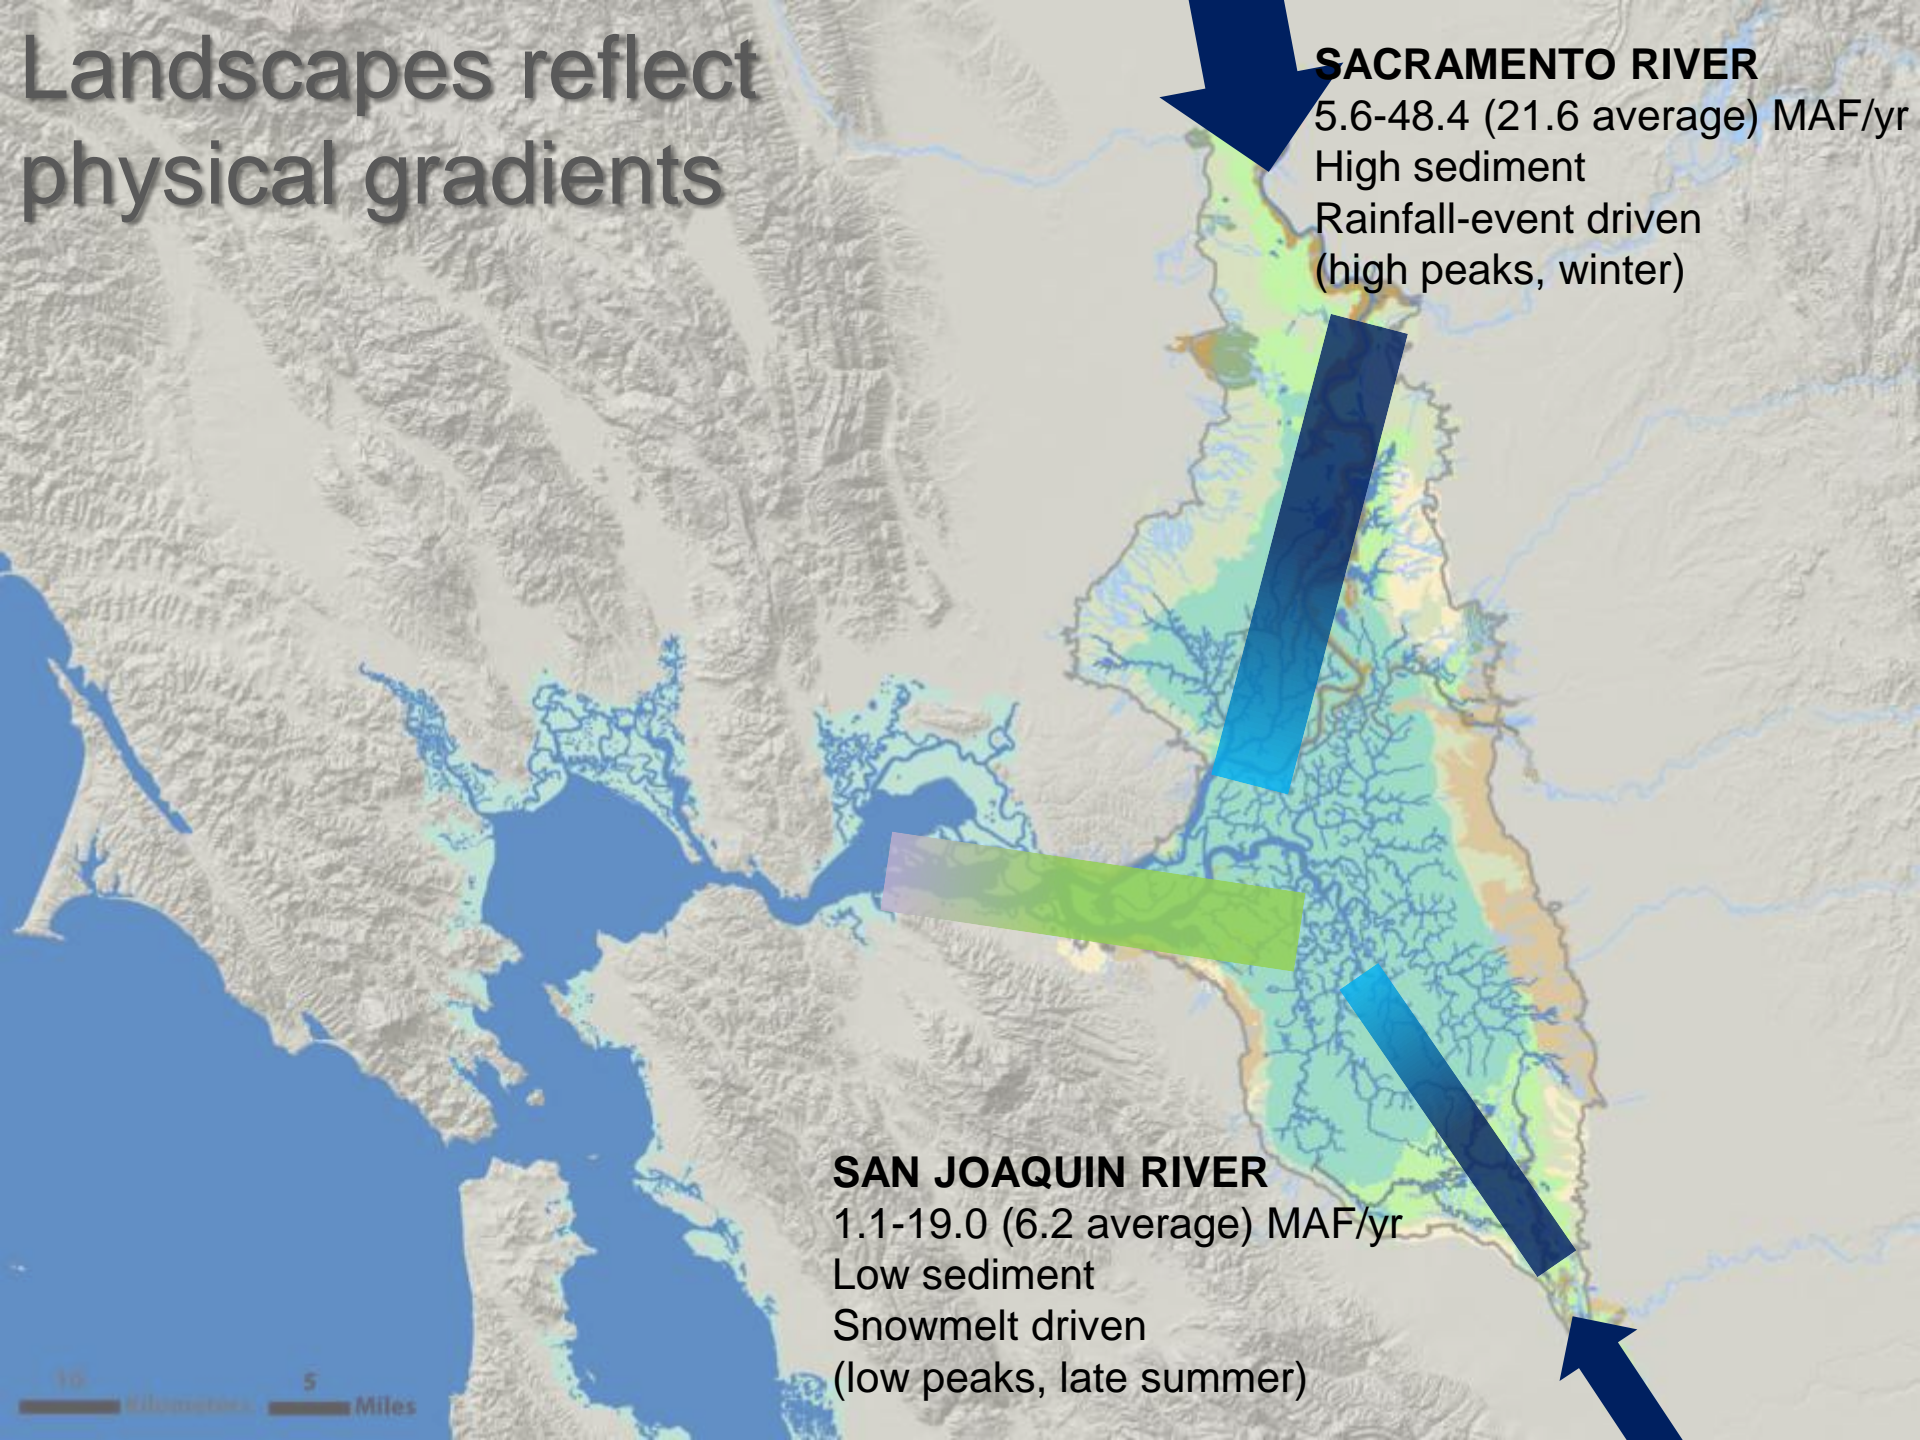 Landscapes reflect
physical gradients
SACRAMENTO RIVER
5.6-48.4 (21.6 average) MAF/yr
High sediment
Rainfall-event driven
(high peaks, winter)
SAN JOAQUIN RIVER
1.1-19.0 (6.2 average) MAF/yr
Low sediment
Snowmelt driven
(low peaks, late summer)
10 Kilometers 5 Miles